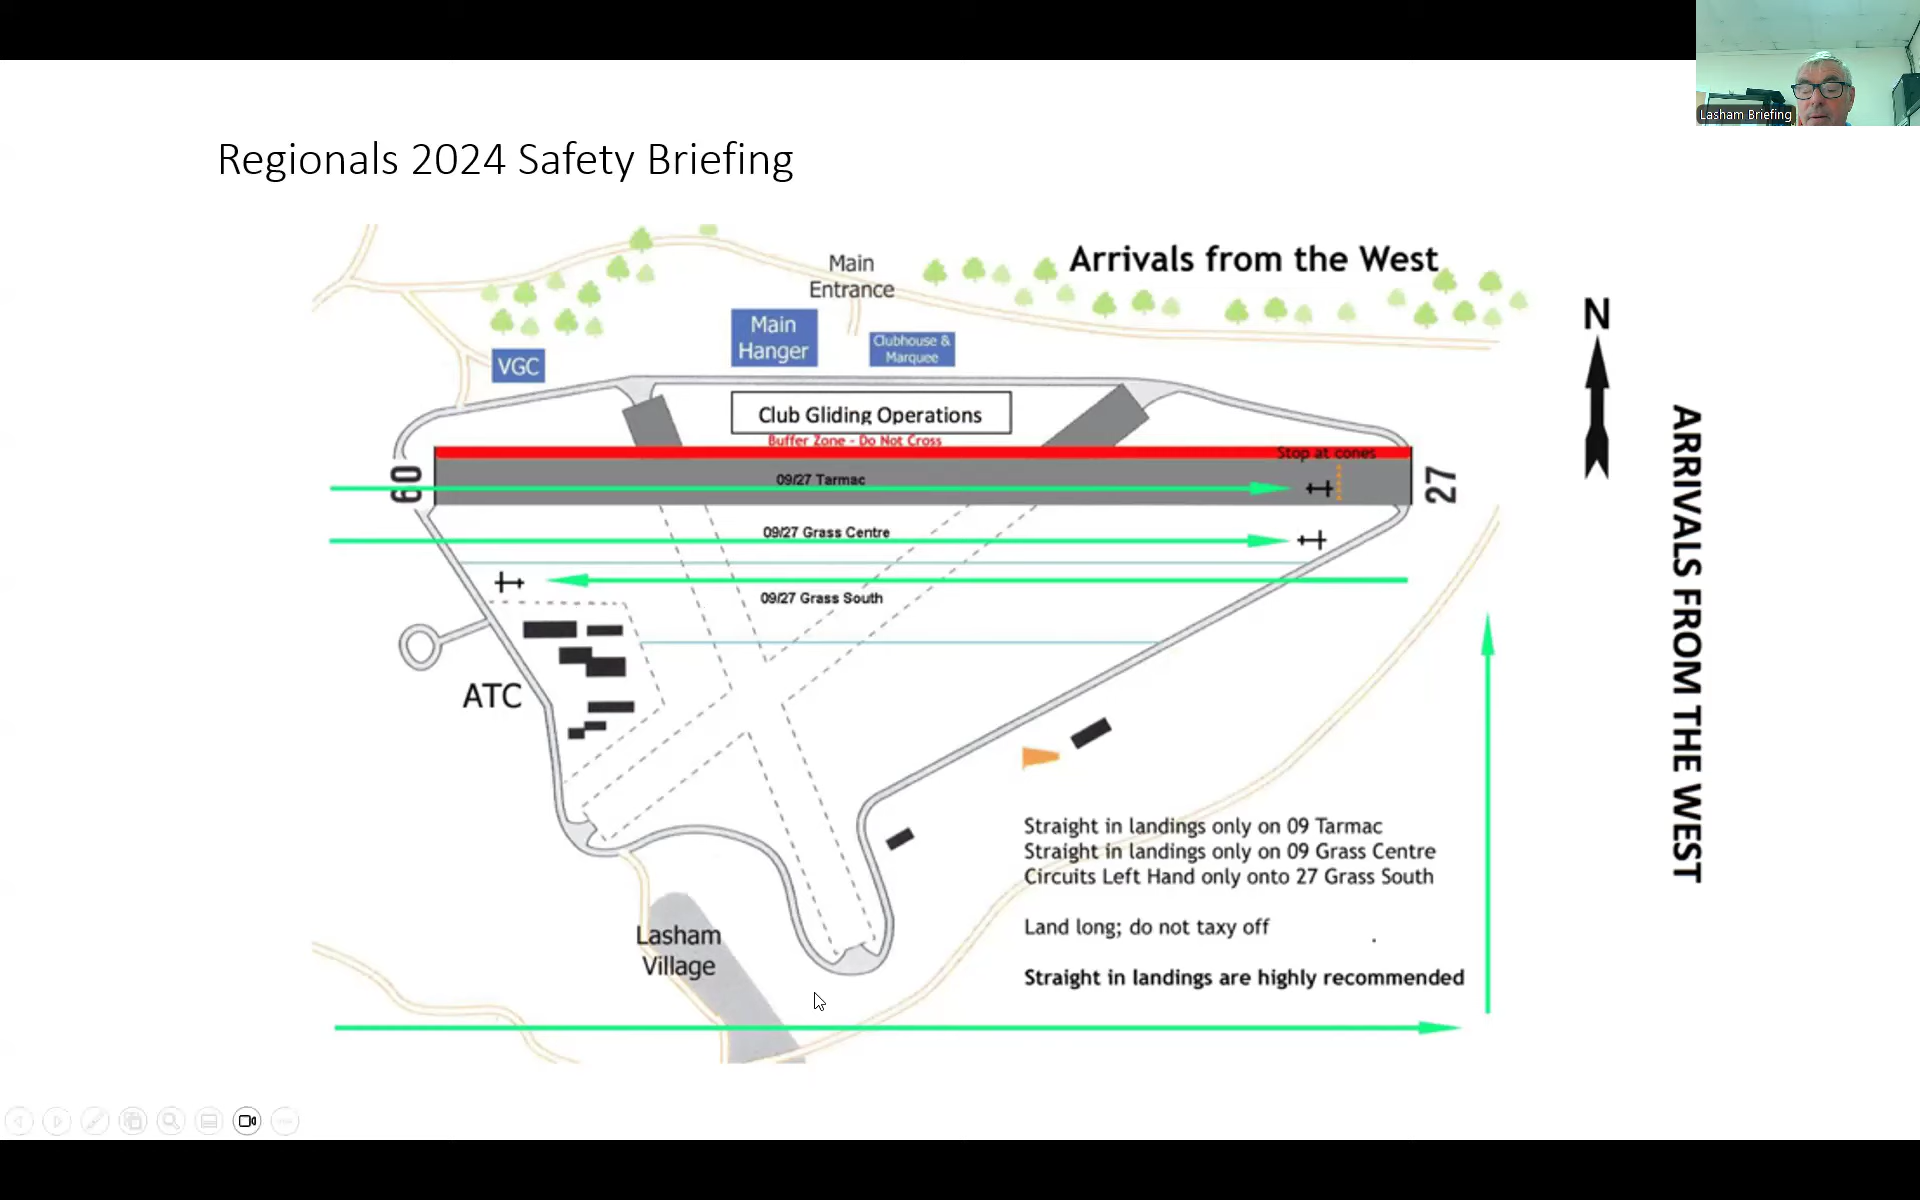 Lasham Briefing
Regionals 2024 Safety Briefing
Arrivals from the West
Main
Entrance
N
Main
Hanger
Clubhouse &
Marquee
VGC
Club Gliding Operations
Buffer Zone - Do Not Cross
Stop at cones
09
09/27 Tarmac
27
09/27 Grass Centre
09/27 Grass South
ARRIVALS FROM THE WEST
ATC
Straight in landings only on 09 Tarmac
Straight in landings only on 09 Grass Centre
Circuits Left Hand only onto 27 Grass South
Land long; do not taxy off
Straight in landings are highly recommended
Lasham
Village